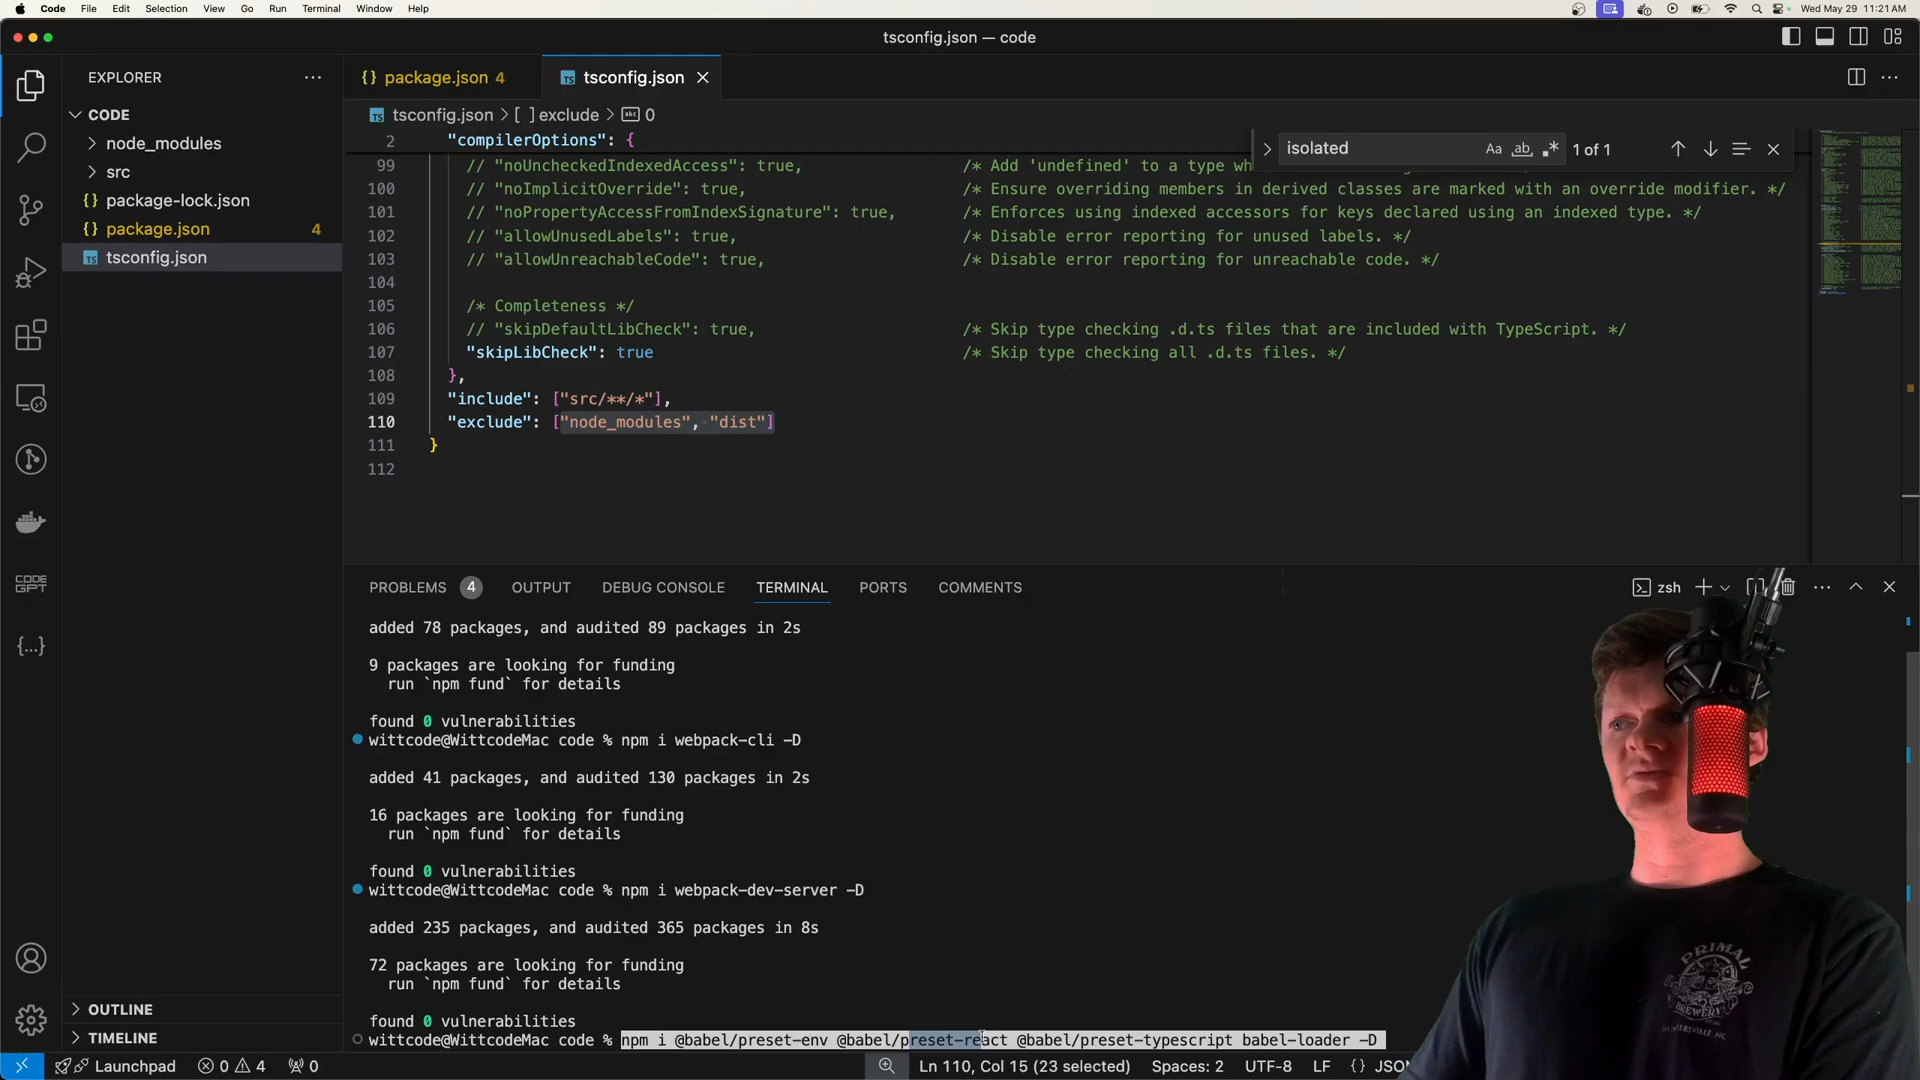 Code File Edit Selection View Go Run Terminal Window Help
Wed May 29 11:21 AM
tsconfig.json — code
EXPLORER
CODE
node_modules
src
package-lock.json
package.json 4
tsconfig.json
OUTLINE
TIMELINE
package.json 4
tsconfig.json
tsconfig.json > [ ] exclude > abc 0
isolated
Aa ab 1 of 1
2 "compilerOptions": {
99 // "noUncheckedIndexedAccess": true, /* Add 'undefined' to a type wh
100 // "noImplicitOverride": true, /* Ensure overriding members in derived classes are marked with an override modifier. */
101 // "noPropertyAccessFromIndexSignature": true, /* Enforces using indexed accessors for keys declared using an indexed type. */
102 // "allowUnusedLabels": true, /* Disable error reporting for unused labels. */
103 // "allowUnreachableCode": true, /* Disable error reporting for unreachable code. */
104
105 /* Completeness */
106 // "skipDefaultLibCheck": true, /* Skip type checking .d.ts files that are included with TypeScript. */
107 "skipLibCheck": true /* Skip type checking all .d.ts files. */
108 },
109 "include": ["src/**/*"],
110 "exclude": ["node_modules", "dist"]
111 }
112
PROBLEMS 4 OUTPUT DEBUG CONSOLE TERMINAL PORTS COMMENTS
zsh
added 78 packages, and audited 89 packages in 2s
9 packages are looking for funding
run `npm fund` for details
found 0 vulnerabilities
wittcode@WittcodeMac code % npm i webpack-cli -D
added 41 packages, and audited 130 packages in 2s
16 packages are looking for funding
run `npm fund` for details
found 0 vulnerabilities
wittcode@WittcodeMac code % npm i webpack-dev-server -D
added 235 packages, and audited 365 packages in 8s
72 packages are looking for funding
run `npm fund` for details
found 0 vulnerabilities
wittcode@WittcodeMac code % npm i @babel/preset-env @babel/preset-react @babel/preset-typescript babel-loader -D
CODE
GPT
PRIMAL
BREWERY
HUNTERSVILLE, NC
Launchpad 0 4 0
Ln 110, Col 15 (23 selected) Spaces: 2 UTF-8 LF { } JSO